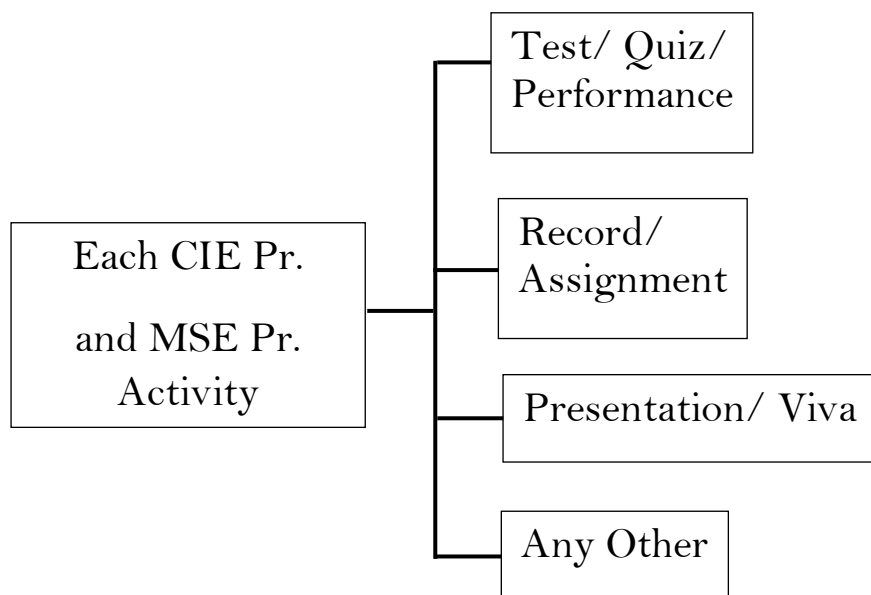 Test/ Quiz/
Performance
Record/
Assignment
Each CIE Pr.
and MSE Pr.
Activity
Presentation/ Viva
Any Other